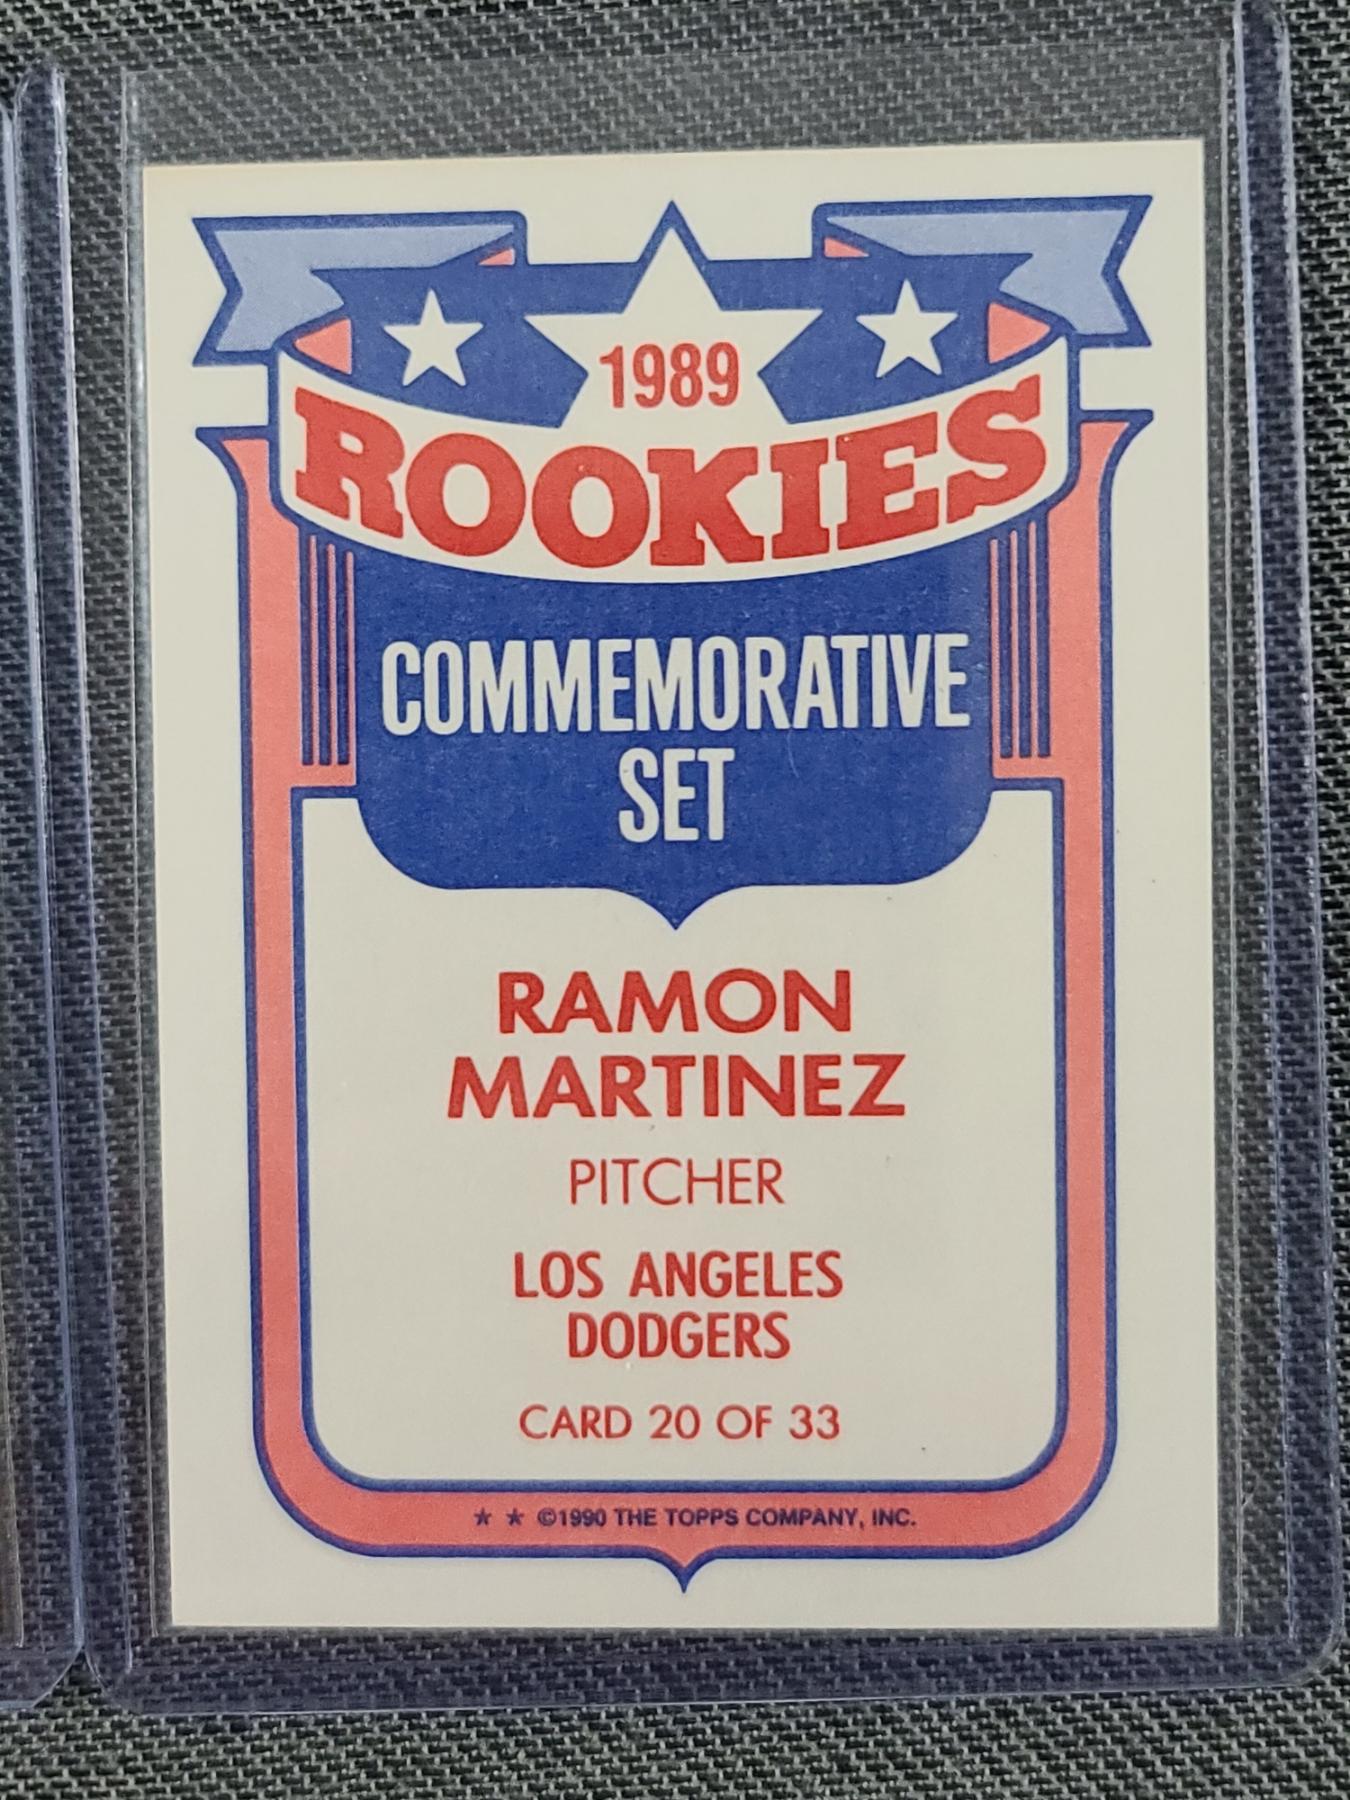 1989
ROOKIES
COMMEMORATIVE
SET
RAMON
MARTINEZ
PITCHER
LOS ANGELES
DODGERS
CARD 20 OF 33
★ ★ ©1990 THE TOPPS COMPANY, INC.